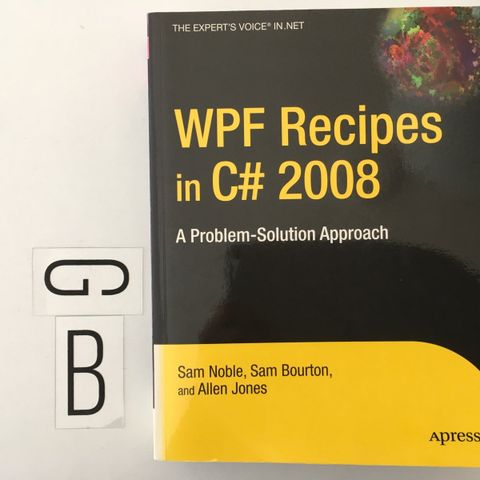 THE EXPERT'S VOICE® IN .NET
WPF Recipes
in C# 2008
A Problem-Solution Approach
G
B
Sam Noble, Sam Bourton,
and Allen Jones
Apress